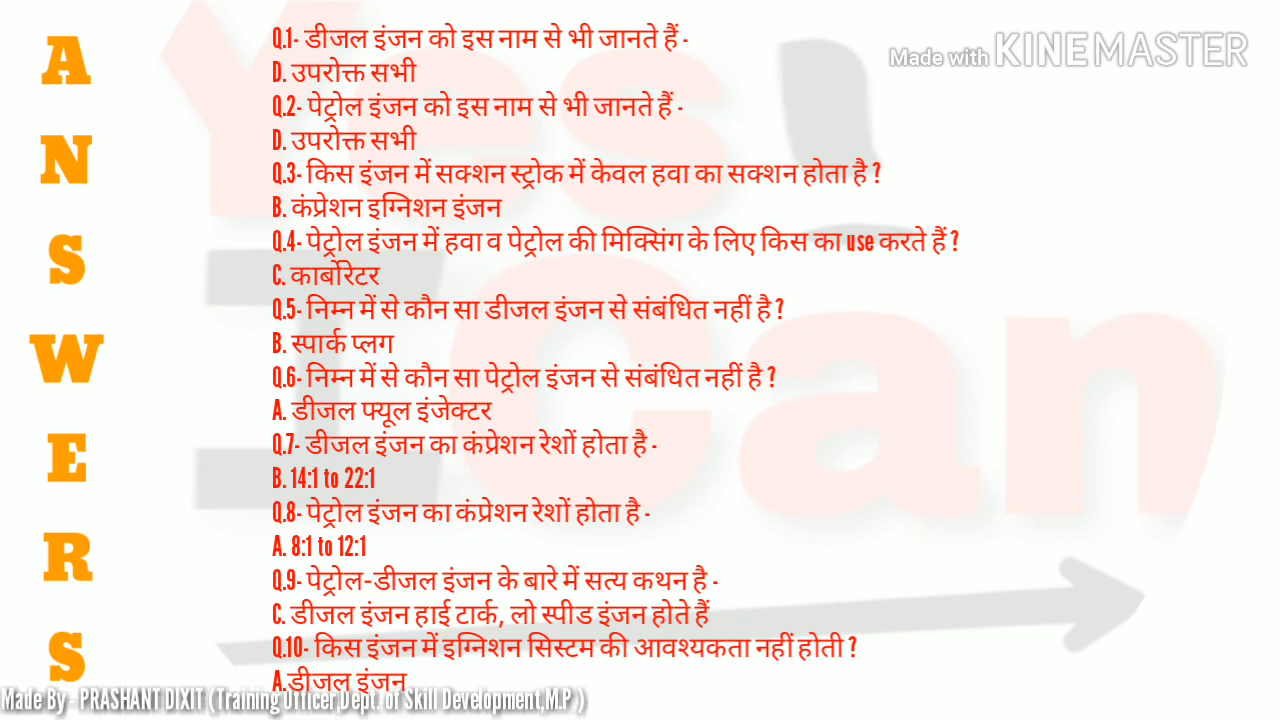 ANSWERS
Made with KINEMASTER
Yes I Can
Q.1- डीजल इंजन को इस नाम से भी जानते हैं -
D. उपरोक्त सभी
Q.2- पेट्रोल इंजन को इस नाम से भी जानते हैं -
D. उपरोक्त सभी
Q.3- किस इंजन में सक्शन स्ट्रोक में केवल हवा का सक्शन होता है ?
B. कंप्रेशन इग्निशन इंजन
Q.4- पेट्रोल इंजन में हवा व पेट्रोल की मिक्सिंग के लिए किस का use करते हैं ?
C. कार्बोरेटर
Q.5- निम्न में से कौन सा डीजल इंजन से संबंधित नहीं है ?
B. स्पार्क प्लग
Q.6- निम्न में से कौन सा पेट्रोल इंजन से संबंधित नहीं है ?
A. डीजल फ्यूल इंजेक्टर
Q.7- डीजल इंजन का कंप्रेशन रेशों होता है -
B. 14:1 to 22:1
Q.8- पेट्रोल इंजन का कंप्रेशन रेशों होता है -
A. 8:1 to 12:1
Q.9- पेट्रोल-डीजल इंजन के बारे में सत्य कथन है -
C. डीजल इंजन हाई टार्क, लो स्पीड इंजन होते हैं
Q.10- किस इंजन में इग्निशन सिस्टम की आवश्यकता नहीं होती ?
A.डीजल इंजन
Made By - PRASHANT DIXIT (Training Officer,Dept. of Skill Development,M.P )